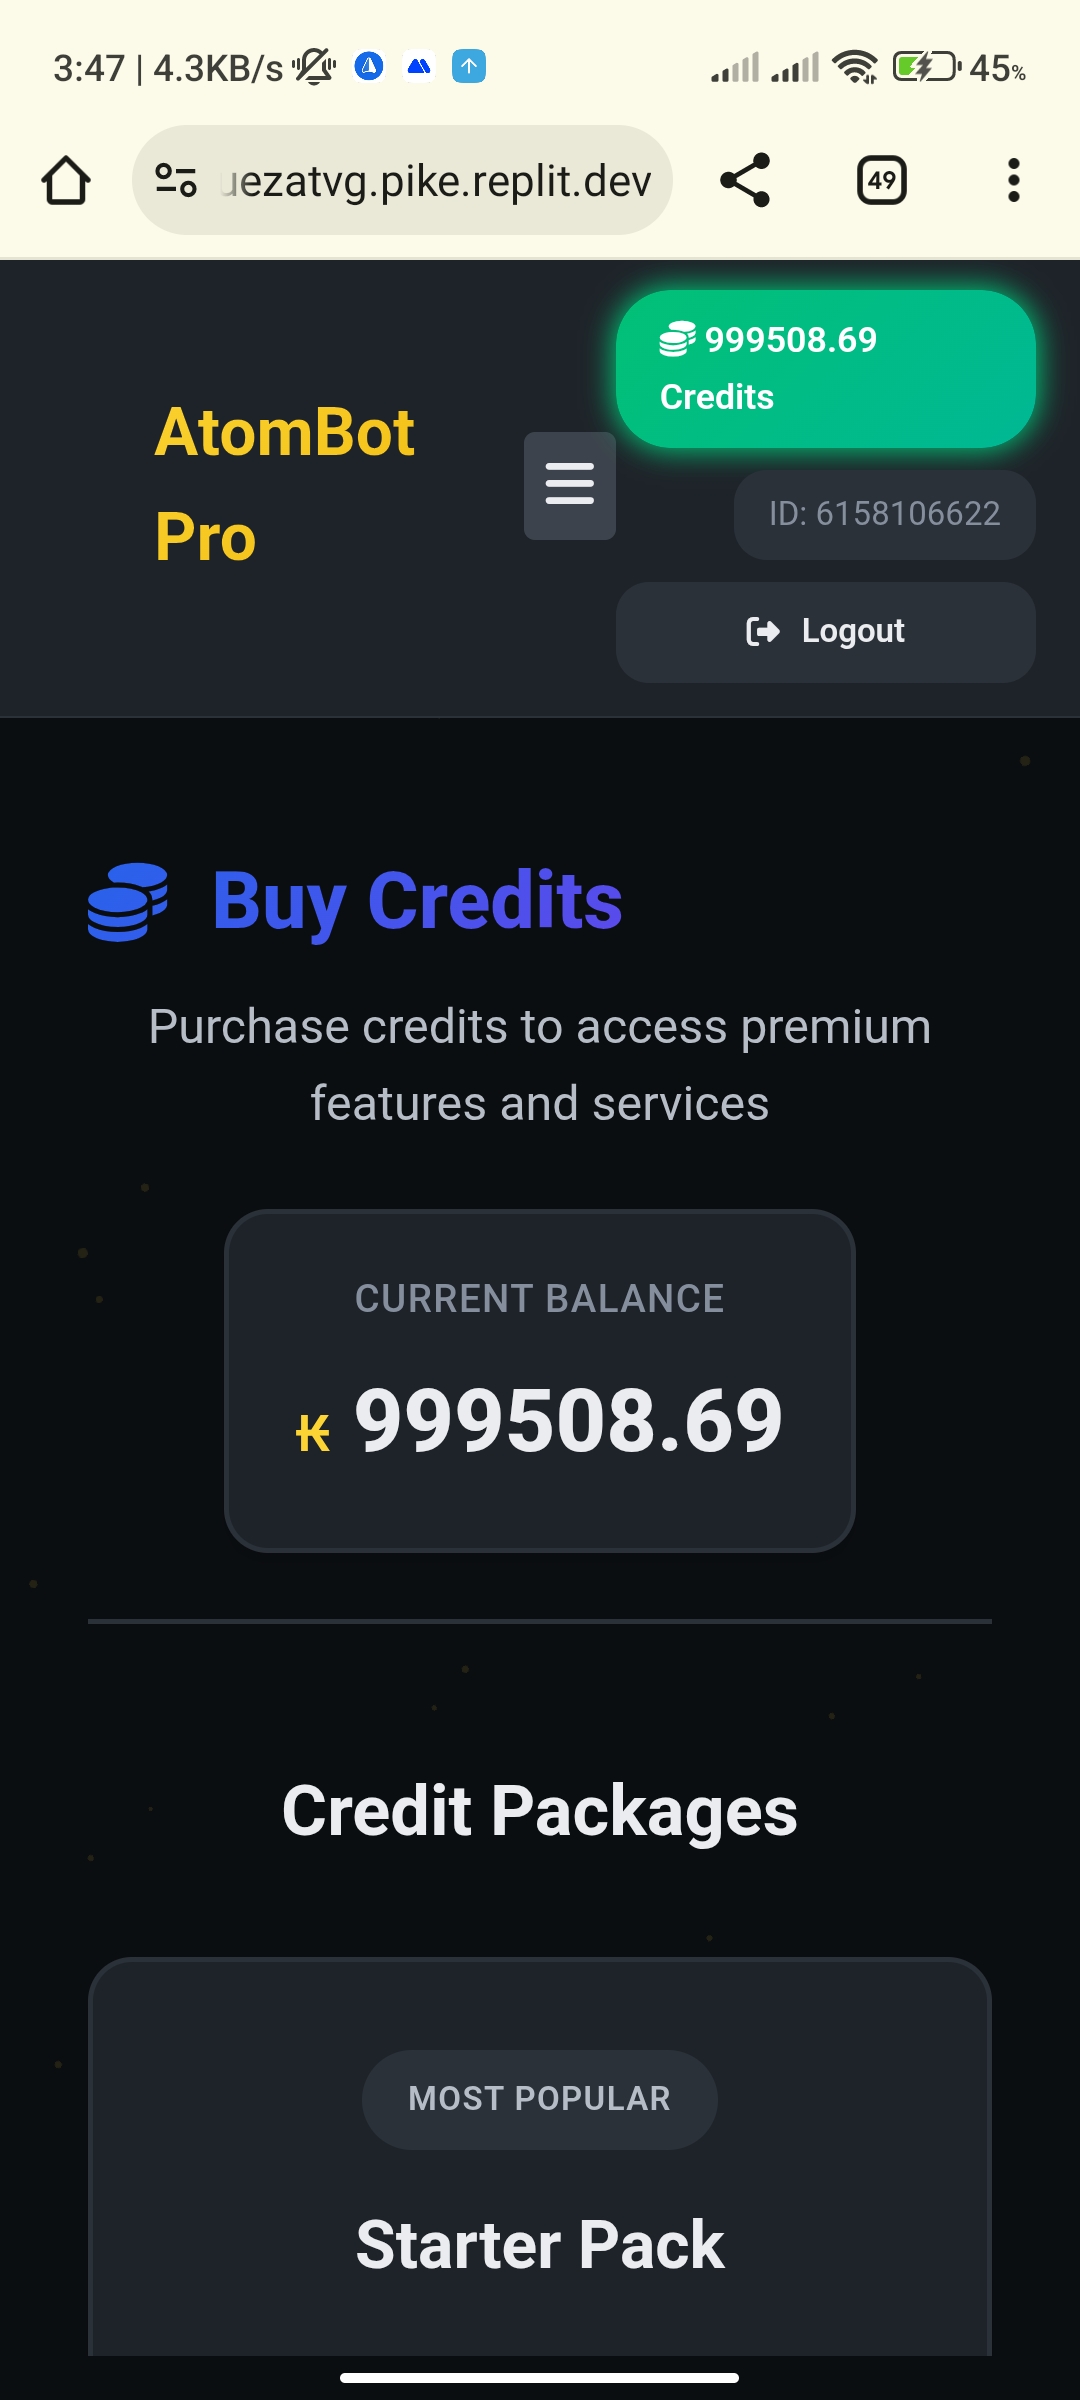 3:47 | 4.3KB/s 45%
uezatvg.pike.replit.dev 49
999508.69
Credits
AtomBot
Pro
ID: 6158106622
Logout
Buy Credits
Purchase credits to access premium
features and services
CURRENT BALANCE
₭ 999508.69
Credit Packages
MOST POPULAR
Starter Pack